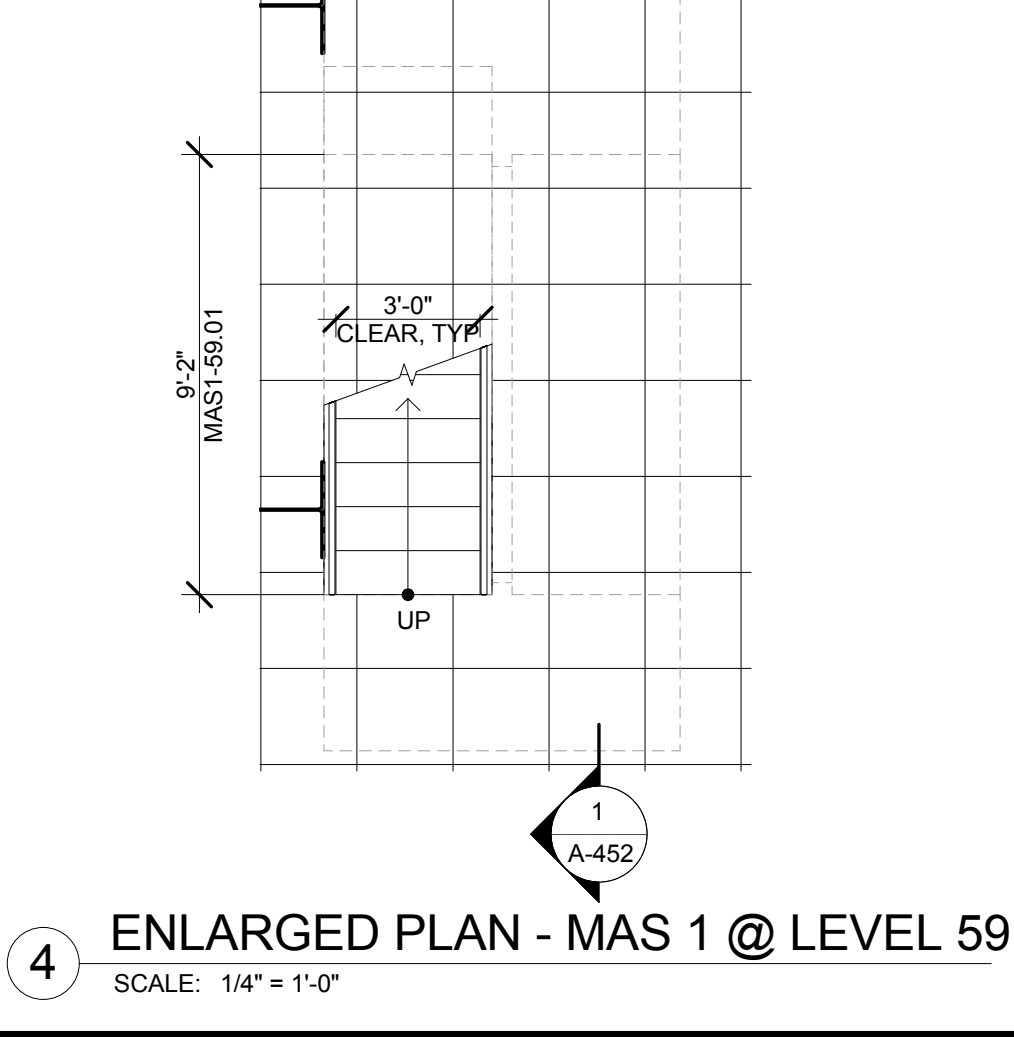 3'-0"
CLEAR, TYP
9'-2"
MAS1-59.01
UP
1
A-452
4
ENLARGED PLAN - MAS 1 @ LEVEL 59
SCALE: 1/4" = 1'-0"